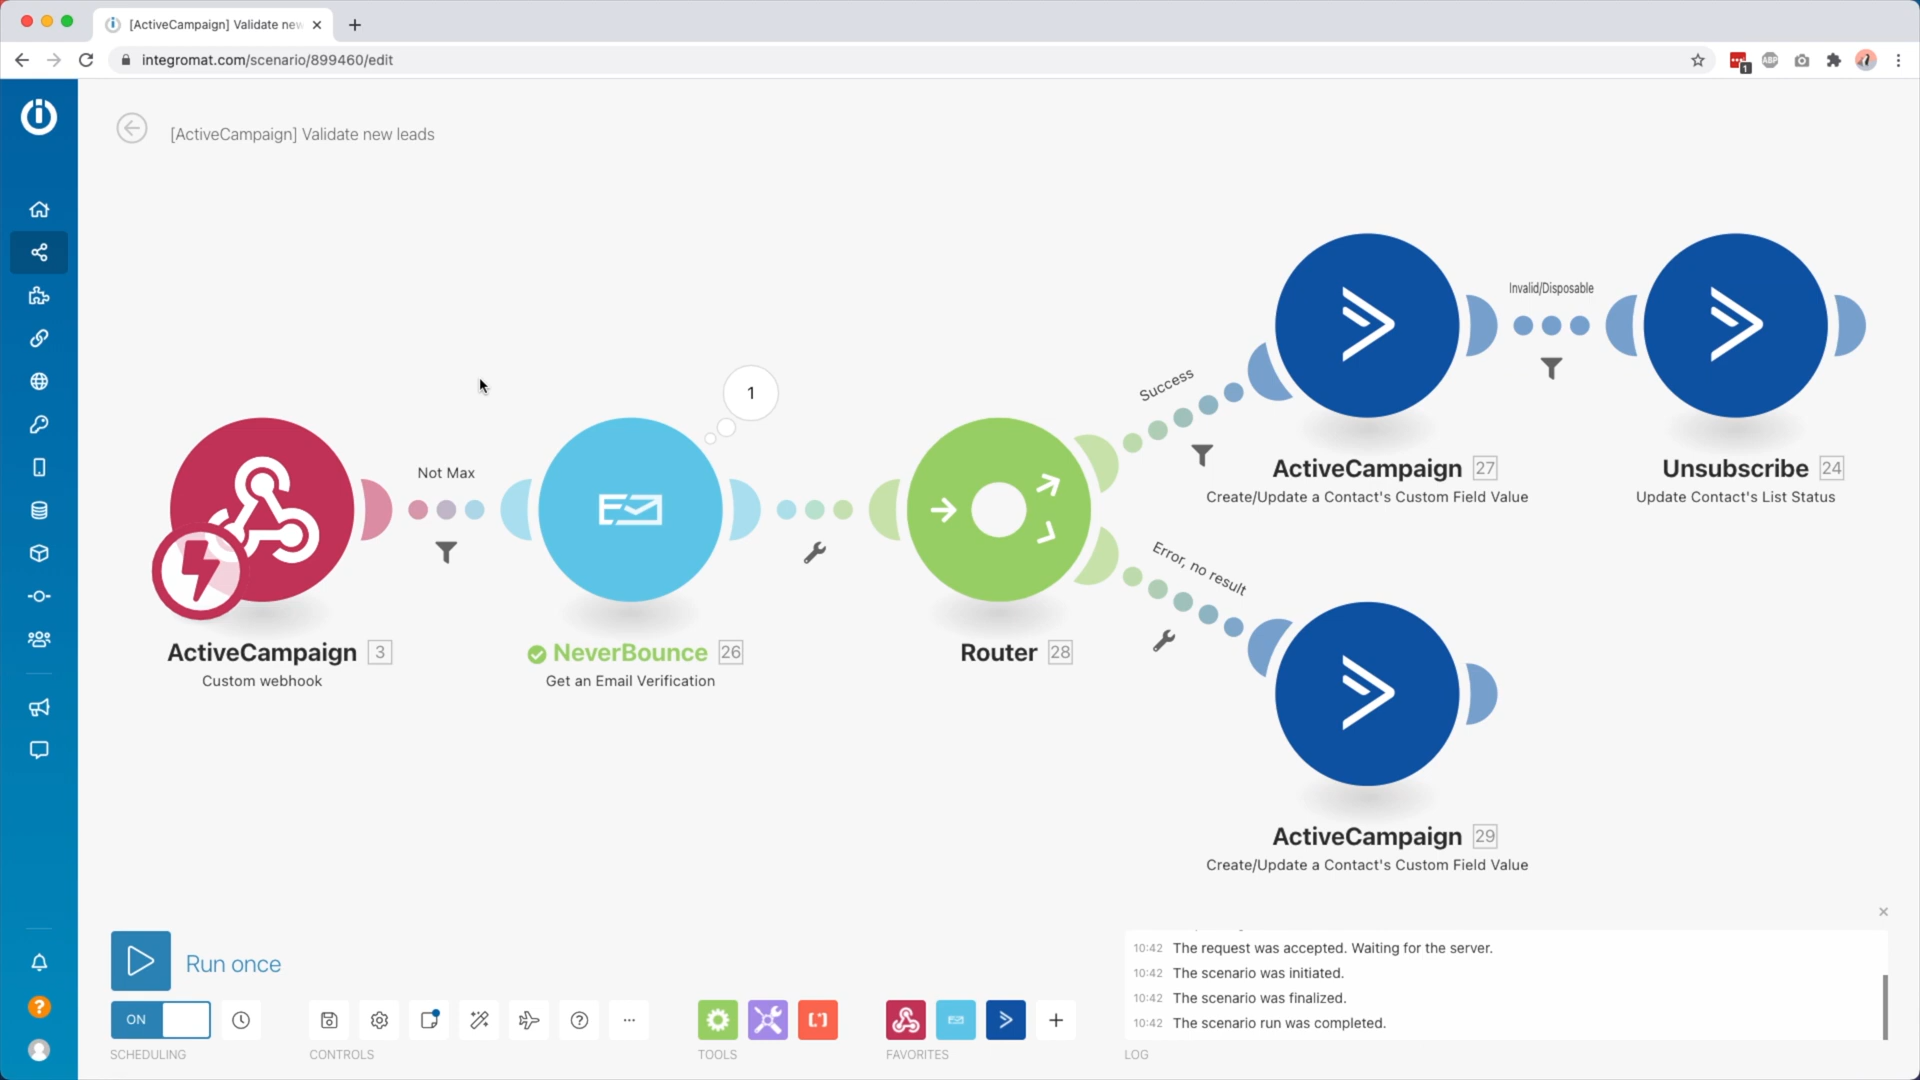 [ActiveCampaign] Validate new
integromat.com/scenario/899460/edit
1
ABP
[ActiveCampaign] Validate new leads
Invalid/Disposable
Success
1
ActiveCampaign 27
Create/Update a Contact's Custom Field Value
Unsubscribe 24
Update Contact's List Status
Not Max
Error, no result
ActiveCampaign 3
Custom webhook
NeverBounce 26
Get an Email Verification
Router 28
ActiveCampaign 29
Create/Update a Contact's Custom Field Value
Run once
ON
SCHEDULING
CONTROLS
TOOLS
FAVORITES
10:42 The request was accepted. Waiting for the server.
10:42 The scenario was initiated.
10:42 The scenario was finalized.
10:42 The scenario run was completed.
LOG